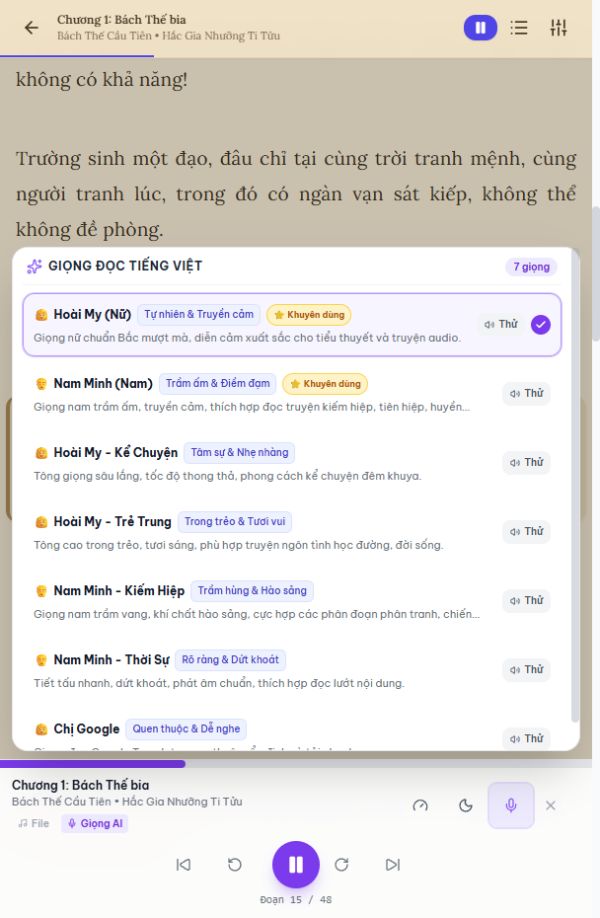 Chương 1: Bách Thế bia
Bách Thế Cầu Tiên • Hắc Gia Nhưỡng Tỉ Tửu
không có khả năng!
Trường sinh một đạo, đâu chỉ tại cùng trời tranh mệnh, cùng
người tranh lúc, trong đó có ngàn vạn sát kiếp, không thể
không đề phòng.
GIỌNG ĐỌC TIẾNG VIỆT
7 giọng
Hoài My (Nữ) Tự nhiên & Truyền cảm Khuyên dùng
Thử
Giọng nữ chuẩn Bắc mượt mà, diễn cảm xuất sắc cho tiểu thuyết và truyện audio.
Nam Minh (Nam) Trầm ấm & Điềm đạm Khuyên dùng
Thử
Giọng nam trầm ấm, truyền cảm, thích hợp đọc truyện kiếm hiệp, tiên hiệp, huyền...
Hoài My - Kể Chuyện Tâm sự & Nhẹ nhàng
Thử
Tông giọng sâu lắng, tốc độ thong thả, phong cách kể chuyện đêm khuya.
Hoài My - Trẻ Trung Trong trẻo & Tươi vui
Thử
Tông cao trong trẻo, tươi sáng, phù hợp truyện ngôn tình học đường, đời sống.
Nam Minh - Kiếm Hiệp Trầm hùng & Hào sảng
Thử
Giọng nam trầm vang, khí chất hào sảng, cực hợp các phân đoạn phân tranh, chiến...
Nam Minh - Thời Sự Rõ ràng & Dứt khoát
Thử
Tiết tấu nhanh, dứt khoát, phát âm chuẩn, thích hợp đọc lướt nội dung.
Chị Google Quen thuộc & Dễ nghe
Thử
Chương 1: Bách Thế bia
Bách Thế Cầu Tiên • Hắc Gia Nhưỡng Tỉ Tửu
File Giọng AI
Đoạn 15 / 48